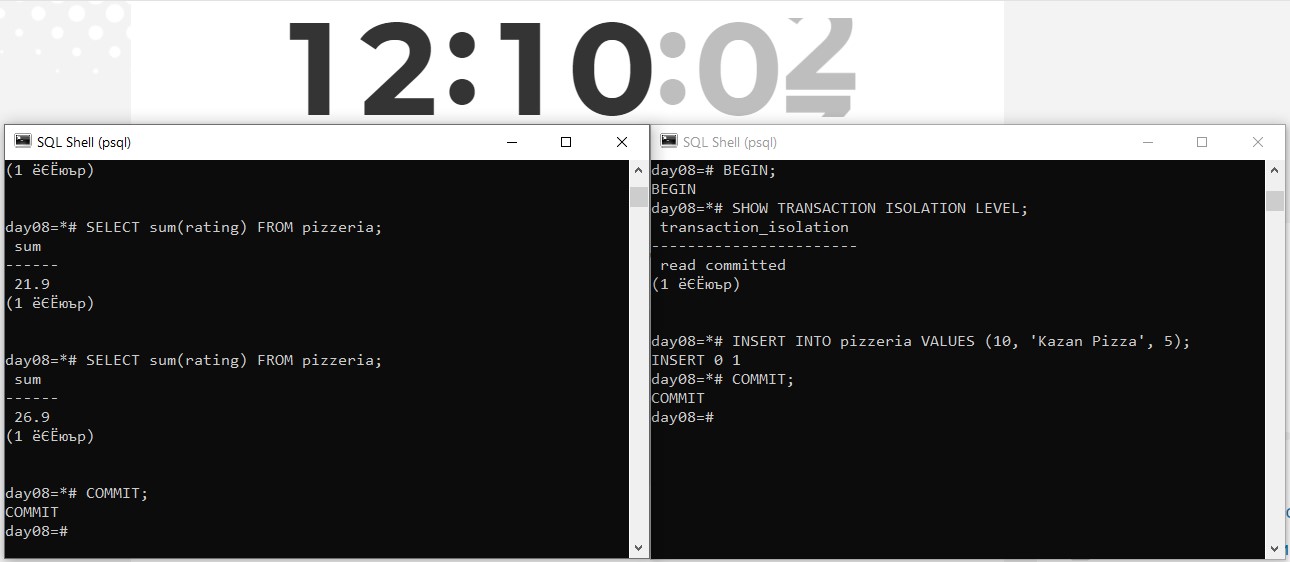 12:10:02
SQL Shell (psql)
(1 ёЄЁюър)
day08=*# SELECT sum(rating) FROM pizzeria;
sum
------
21.9
(1 ёЄЁюър)
day08=*# SELECT sum(rating) FROM pizzeria;
sum
------
26.9
(1 ёЄЁюър)
day08=*# COMMIT;
COMMIT
day08=#
SQL Shell (psql)
day08=# BEGIN;
BEGIN
day08=*# SHOW TRANSACTION ISOLATION LEVEL;
transaction_isolation
-----------------------
read committed
(1 ёЄЁюър)
day08=*# INSERT INTO pizzeria VALUES (10, 'Kazan Pizza', 5);
INSERT 0 1
day08=*# COMMIT;
COMMIT
day08=#